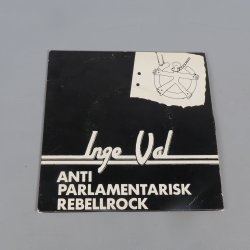 Inge Val
ANTI
PARLAMENTARISK
REBELLROCK